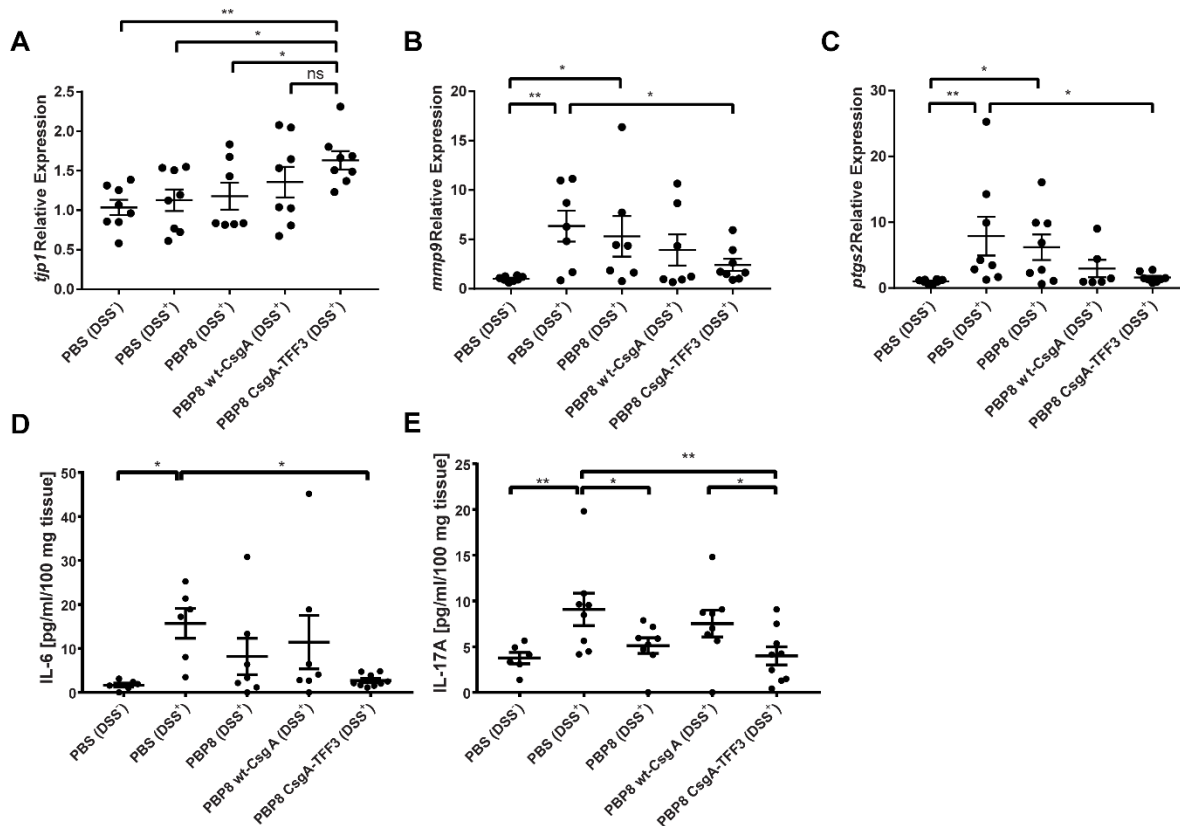 A
**
*
*
ns
tjp1Relative Expression
2.5
2.0
1.5
1.0
0.5
0.0
PBS (DSS-)
PBS (DSS+)
PBP8 (DSS+)
PBP8 wt-CsgA (DSS+)
PBP8 CsgA-TFF3 (DSS+)
B
*
**
*
mmp9Relative Expression
20
15
10
5
0
PBS (DSS-)
PBS (DSS+)
PBP8 (DSS+)
PBP8 wt-CsgA (DSS+)
PBP8 CsgA-TFF3 (DSS+)
C
*
**
*
ptgs2Relative Expression
30
20
10
0
PBS (DSS-)
PBS (DSS+)
PBP8 (DSS+)
PBP8 wt-CsgA (DSS+)
PBP8 CsgA-TFF3 (DSS+)
D
*
*
IL-6 [pg/ml/100 mg tissue]
50
40
30
20
10
0
PBS (DSS-)
PBS (DSS+)
PBP8 (DSS+)
PBP8 wt-CsgA (DSS+)
PBP8 CsgA-TFF3 (DSS+)
E
**
**
*
*
IL-17A [pg/ml/100 mg tissue]
25
20
15
10
5
0
PBS (DSS-)
PBS (DSS+)
PBP8 (DSS+)
PBP8 wt-CsgA (DSS+)
PBP8 CsgA-TFF3 (DSS+)